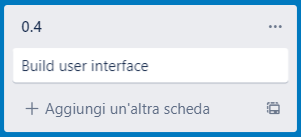 0.4
Build user interface
Aggiungi un'altra scheda